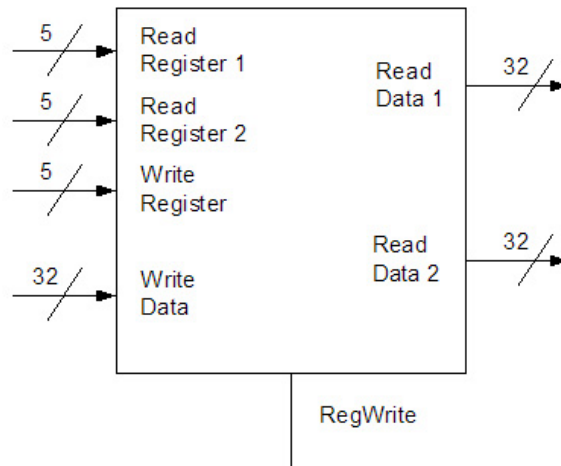 5
Read
Register 1
5
Read
Register 2
5
Write
Register
32
Write
Data
Read
Data 1
32
Read
Data 2
32
RegWrite